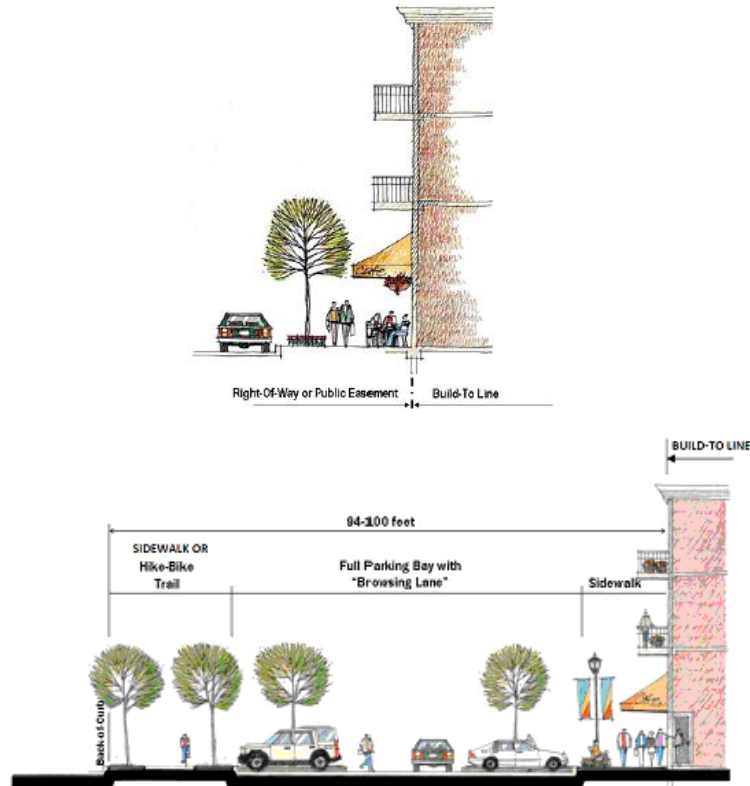 Right-Of-Way or Public Easement
Build-To Line
BUILD-TO LINE
94-100 feet
SIDEWALK OR
Hike-Bike
Trail
Full Parking Bay with
"Browsing Lane"
Sidewalk
Back of Curb